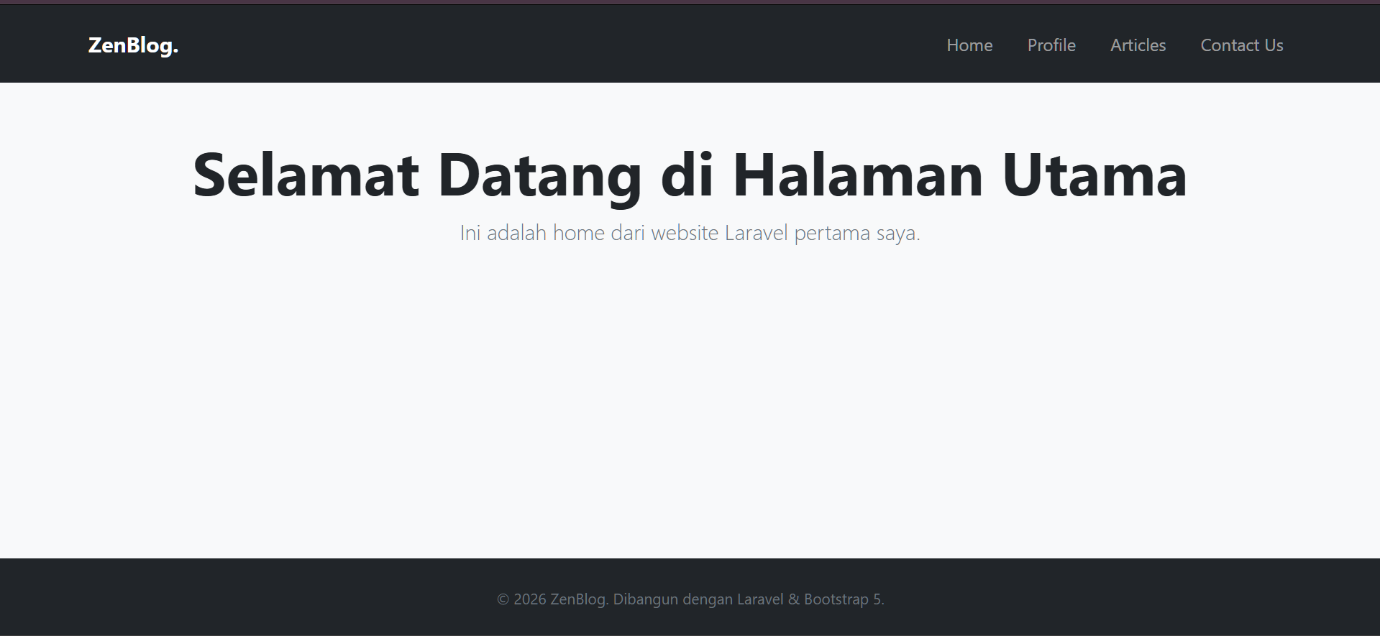 ZenBlog.
Home Profile Articles Contact Us
Selamat Datang di Halaman Utama
Ini adalah home dari website Laravel pertama saya.
© 2026 ZenBlog. Dibangun dengan Laravel & Bootstrap 5.